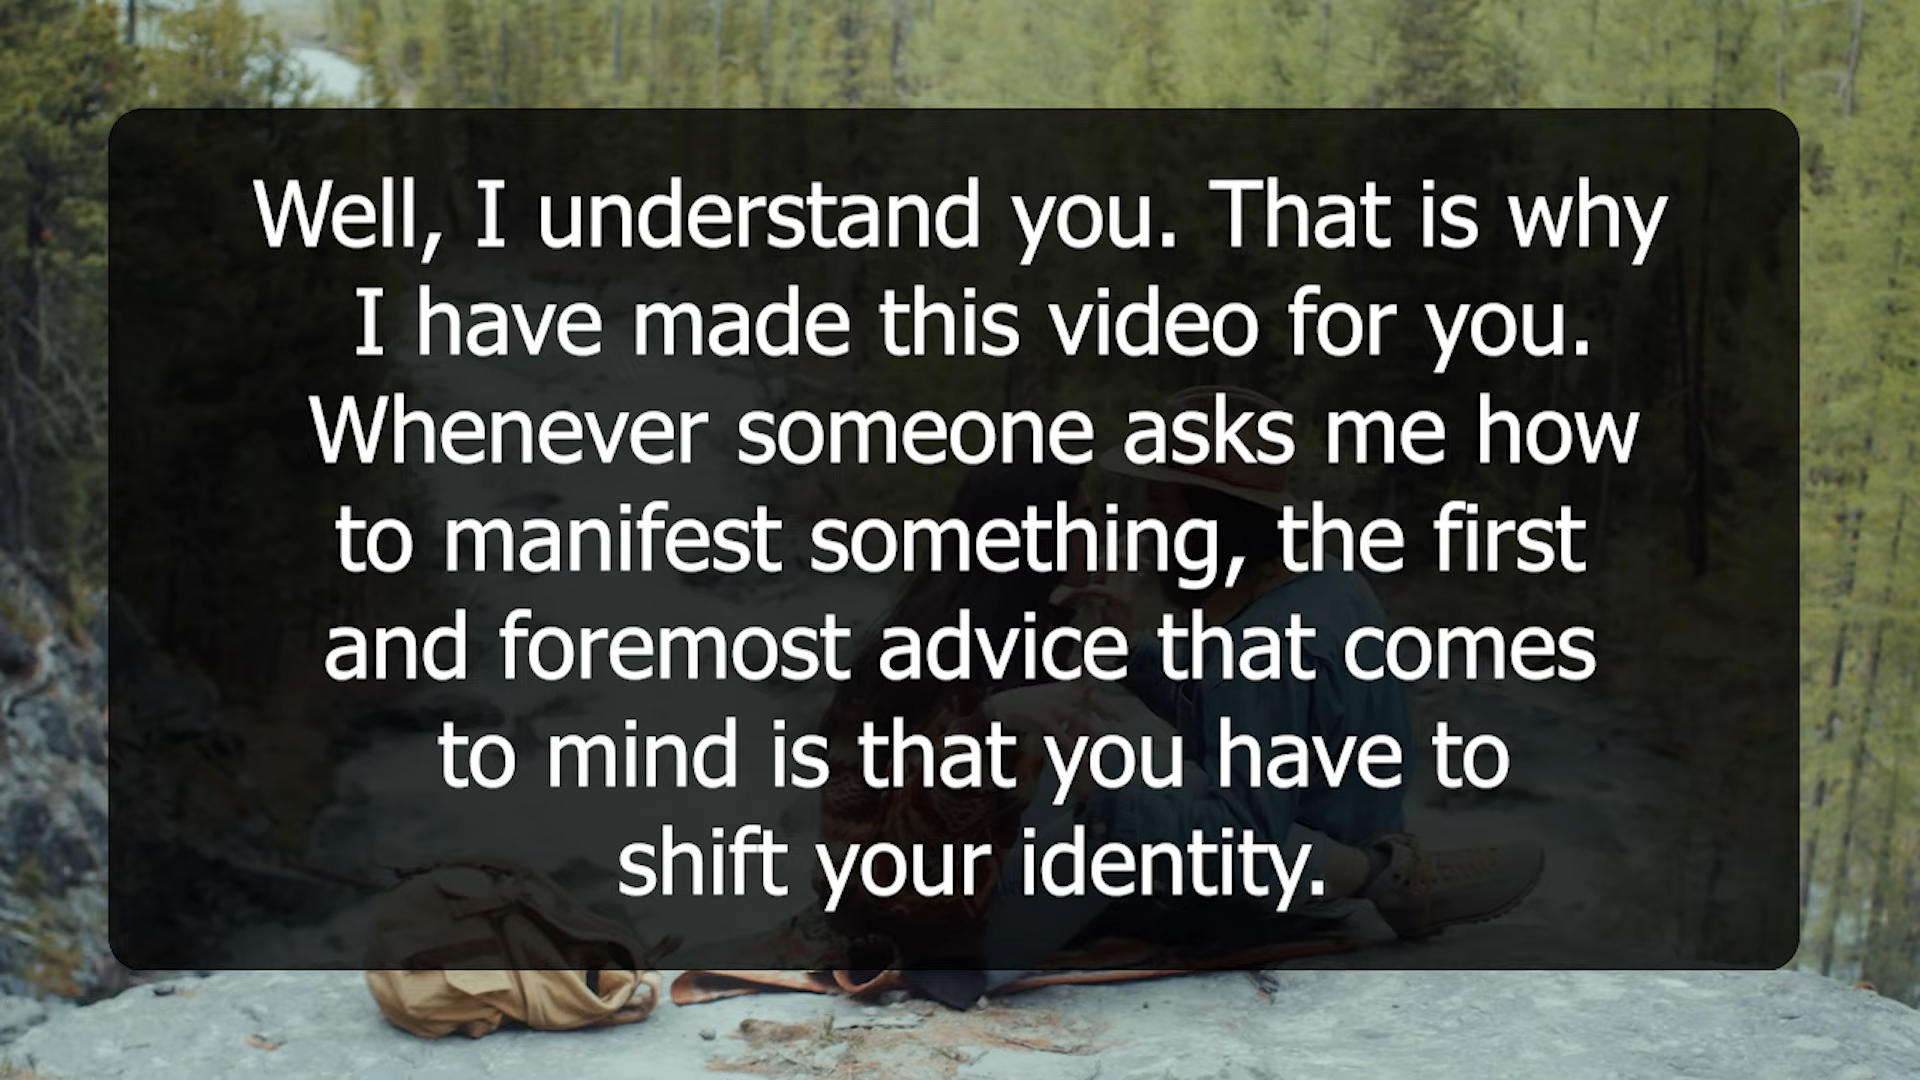 Well, I understand you. That is why
I have made this video for you.
Whenever someone asks me how
to manifest something, the first
and foremost advice that comes
to mind is that you have to
shift your identity.